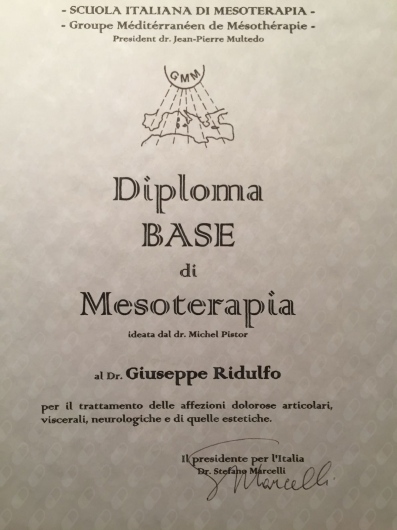 - SCUOLA ITALIANA DI MESOTERAPIA -
- Groupe Méditérranéen de Mésothérapie -
President dr. Jean-Pierre Multedo
GMM
Diploma
BASE
di
Mesoterapia
ideata dal dr. Michel Pistor
al Dr. Giuseppe Ridulfo
per il trattamento delle affezioni dolorose articolari,
viscerali, neurologiche e di quelle estetiche.
Il presidente per l'Italia
Dr. Stefano Marcelli
S. Marcelli